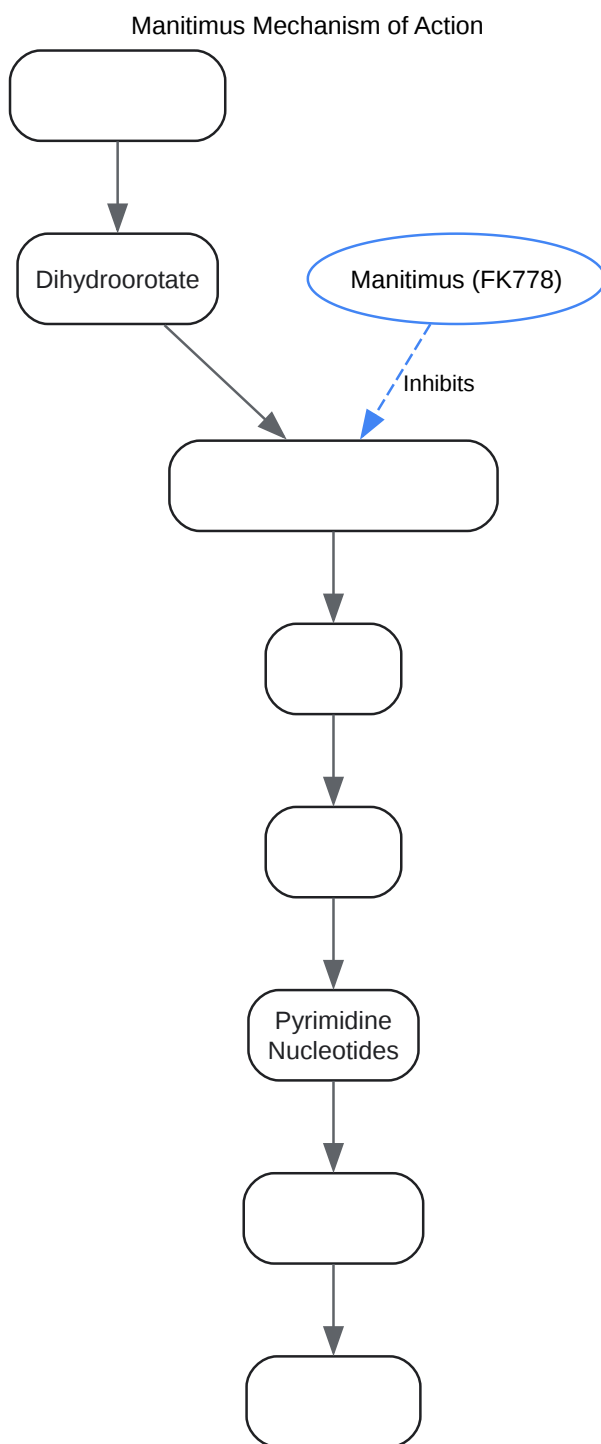 Manitimus Mechanism of Action
Dihydroorotate
Manitimus (FK778)
Inhibits
Pyrimidine
Nucleotides